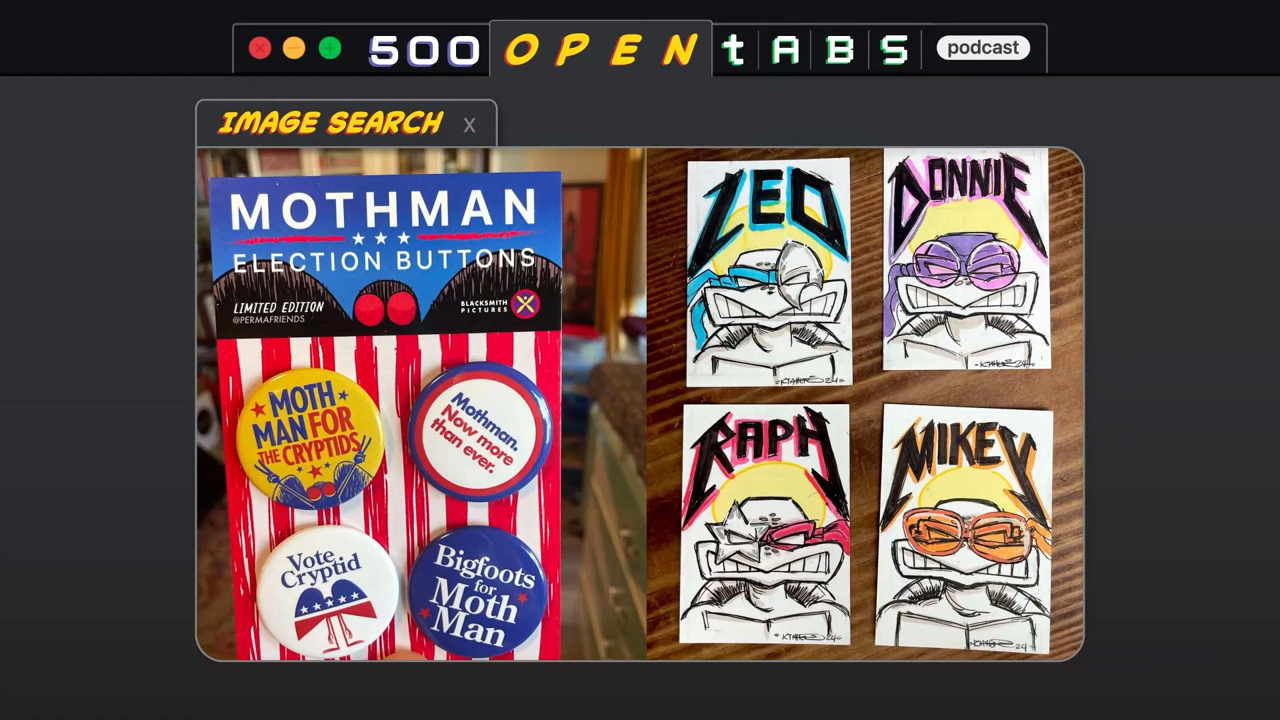 500 OPEN tABS podcast
IMAGE SEARCH x
MOTHMAN
ELECTION BUTTONS
LIMITED EDITION
@PERMAFRIENDS
BLACKSMITH
PICTURES
MOTH
MAN FOR
THE CRYPTIDS
Mothman.
Now more
than ever.
Vote
Cryptid
Bigfoots
for
Moth
Man
LEO
DONNIE
RAPH
MIKEY